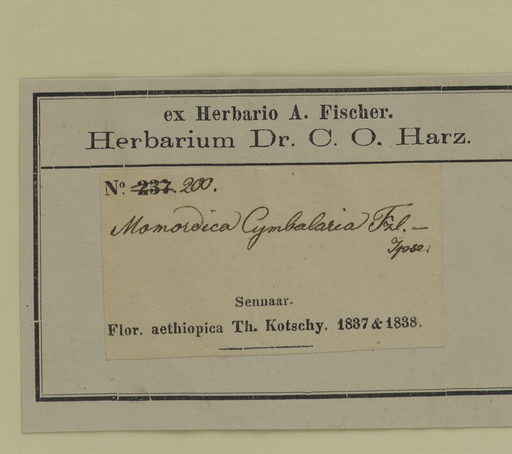 ex Herbario A. Fischer.
Herbarium Dr. C. O. Harz.
No. 237. 200.
Momordica Cymbalaria Fzl. —
Sennaar.
Flor. aethiopica Th. Kotschy. 1837 & 1838.